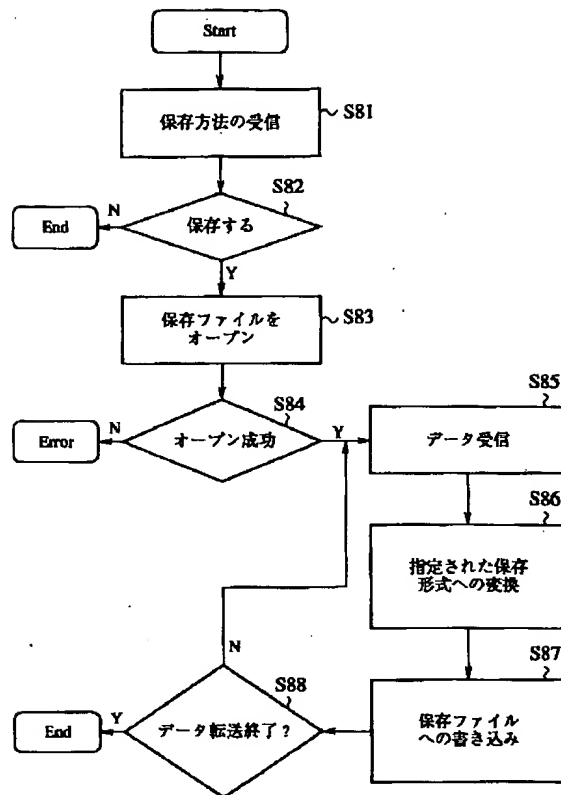 Start
保存方法の受信
S81
S82
保存する
N
End
Y
保存ファイルを
オープン
S83
S84
オープン成功
N
Error
Y
S85
データ受信
S86
指定された保存
形式への変換
S87
保存ファイル
への書き込み
S88
データ転送終了？
N
Y
End